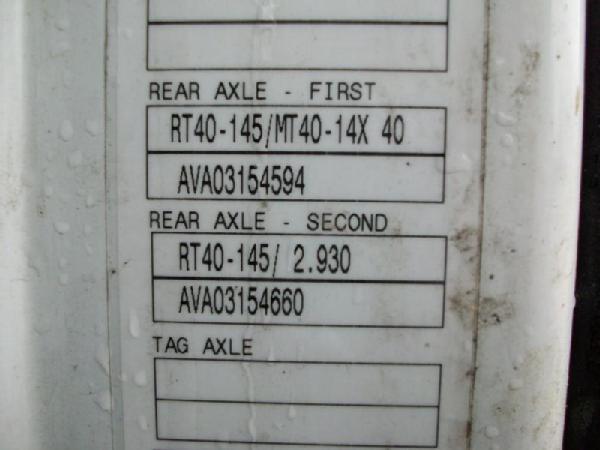 REAR AXLE - FIRST
RT40-145/MT40-14X 40
AVA03154594
REAR AXLE - SECOND
RT40-145/ 2.930
AVA03154660
TAG AXLE